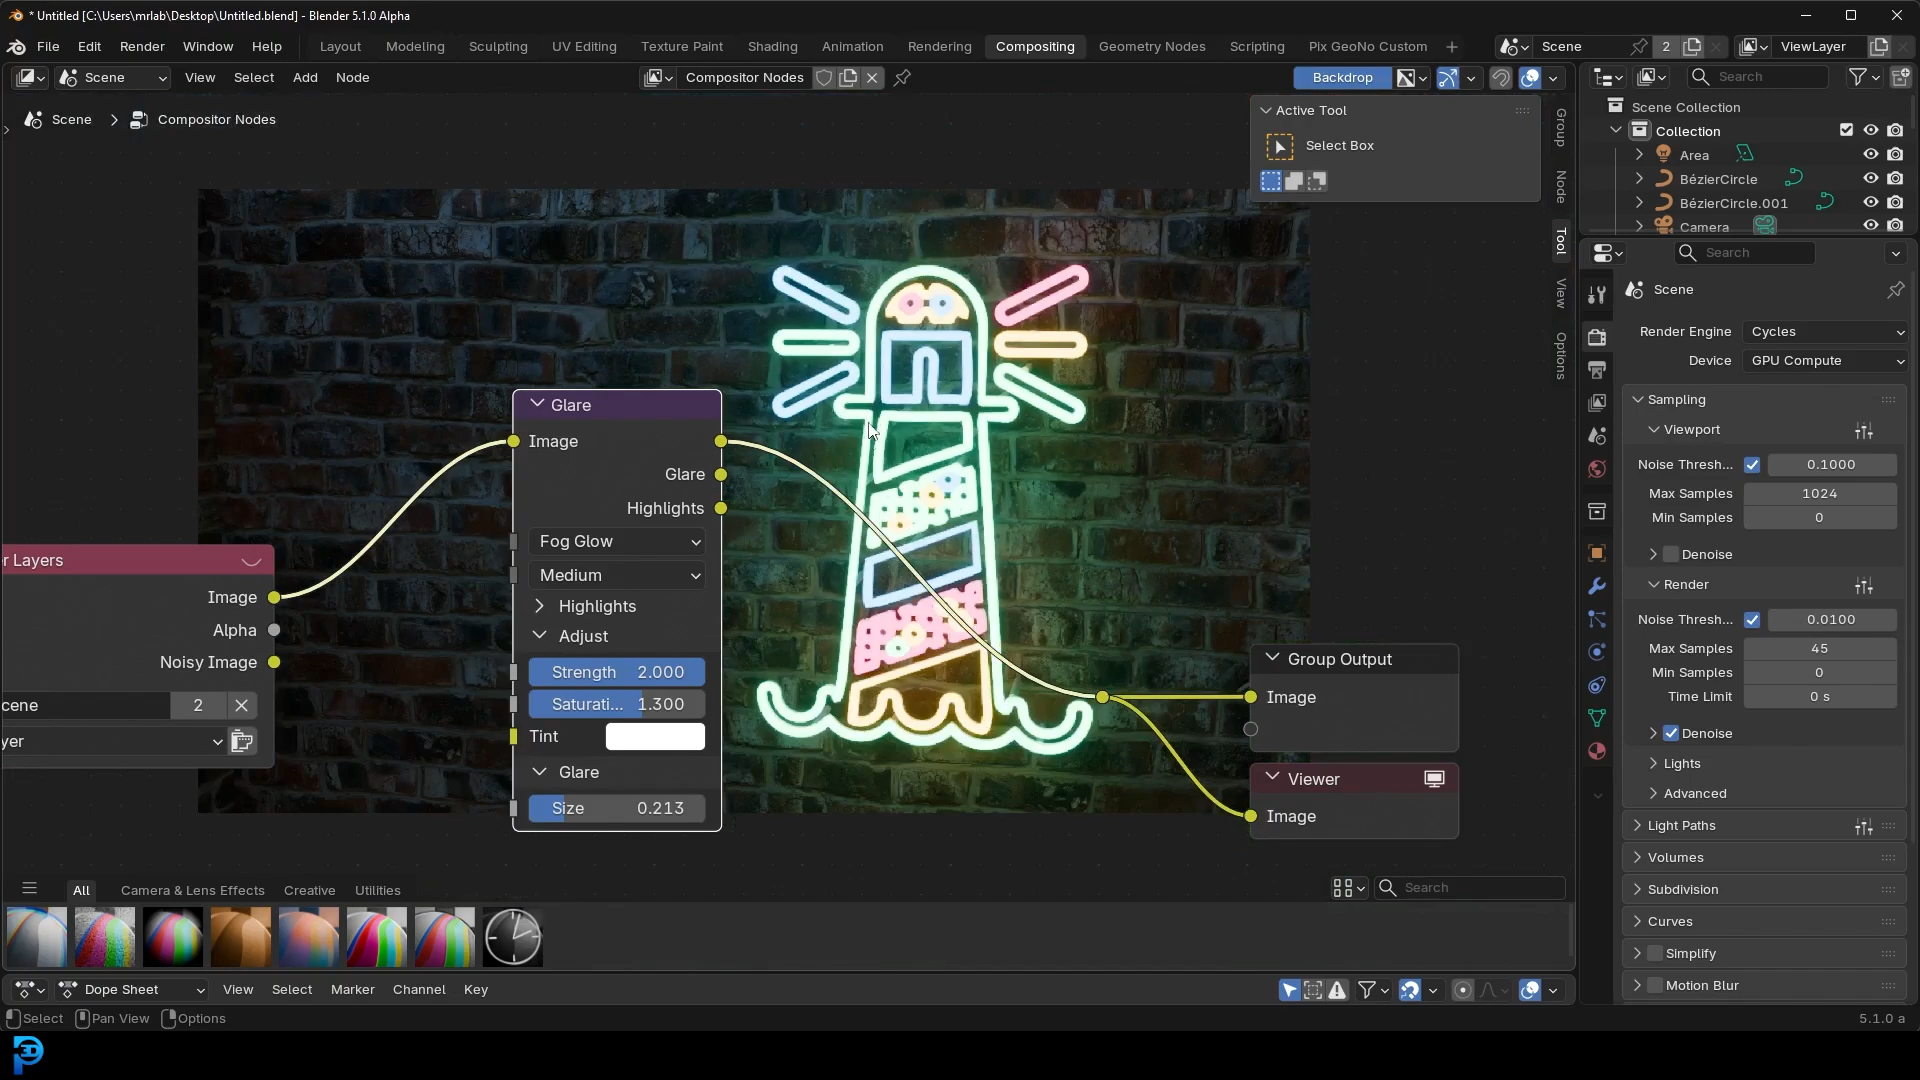 * Untitled [C:\Users\mrlab\Desktop\Untitled.blend] - Blender 5.1.0 Alpha
File Edit Render Window Help
Layout Modeling Sculpting UV Editing Texture Paint Shading Animation Rendering Compositing Geometry Nodes Scripting Pix GeoNo Custom
Scene 2 ViewLayer
Scene View Select Add Node
Compositor Nodes
Backdrop
Search
Scene > Compositor Nodes
Active Tool
Select Box
Group
Node
Tool
View
Options
Scene Collection
Collection
Area
BézierCircle
BézierCircle.001
Camera
Search
Scene
Render Engine Cycles
Device GPU Compute
Sampling
Viewport
Noise Thresh... 0.1000
Max Samples 1024
Min Samples 0
Denoise
Render
Noise Thresh... 0.0100
Max Samples 45
Min Samples 0
Time Limit 0 s
Denoise
Lights
Advanced
Light Paths
Volumes
Subdivision
Curves
Simplify
Motion Blur
r Layers
Image
Alpha
Noisy Image
cene 2
yer
Glare
Image
Glare
Highlights
Fog Glow
Medium
Highlights
Adjust
Strength 2.000
Saturati... 1.300
Tint
Glare
Size 0.213
Group Output
Image
Viewer
Image
All Camera & Lens Effects Creative Utilities
Search
Dope Sheet View Select Marker Channel Key
Select Pan View Options
5.1.0 a